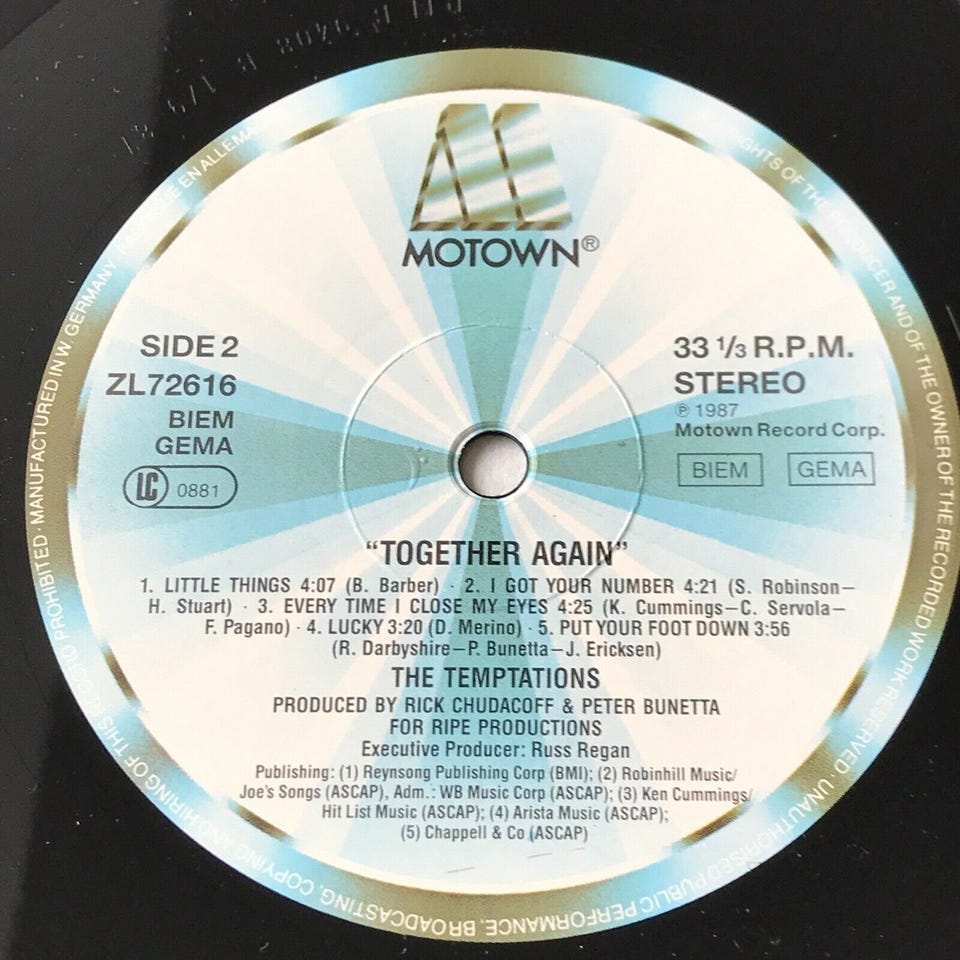 MOTOWN®
SIDE 2
ZL72616
BIEM
GEMA
LC 0881
33 1/3 R.P.M.
STEREO
℗ 1987
Motown Record Corp.
BIEM GEMA
“TOGETHER AGAIN”
1. LITTLE THINGS 4:07 (B. Barber) · 2. I GOT YOUR NUMBER 4:21 (S. Robinson–
H. Stuart) · 3. EVERY TIME I CLOSE MY EYES 4:25 (K. Cummings–C. Servola–
F. Pagano) · 4. LUCKY 3:20 (D. Merino) · 5. PUT YOUR FOOT DOWN 3:56
(R. Darbyshire–P. Bunetta–J. Ericksen)
THE TEMPTATIONS
PRODUCED BY RICK CHUDACOFF & PETER BUNETTA
FOR RIPE PRODUCTIONS
Executive Producer: Russ Regan
Publishing: (1) Reynsong Publishing Corp (BMI); (2) Robinhill Music/
Joe's Songs (ASCAP), Adm.: WB Music Corp (ASCAP); (3) Ken Cummings/
Hit List Music (ASCAP); (4) Arista Music (ASCAP);
(5) Chappell & Co (ASCAP)
GHTS OF THE PRODUCER AND OF THE OWNER OF THE RECORDED WORK RESERVED · UNAUTHORISED PUBLIC PERFORMANCE, BROADCASTING, COPYING AND HIRING OF THIS RECORD PROHIBITED · MANUFACTURED IN W. GERMANY EN ALLEMA